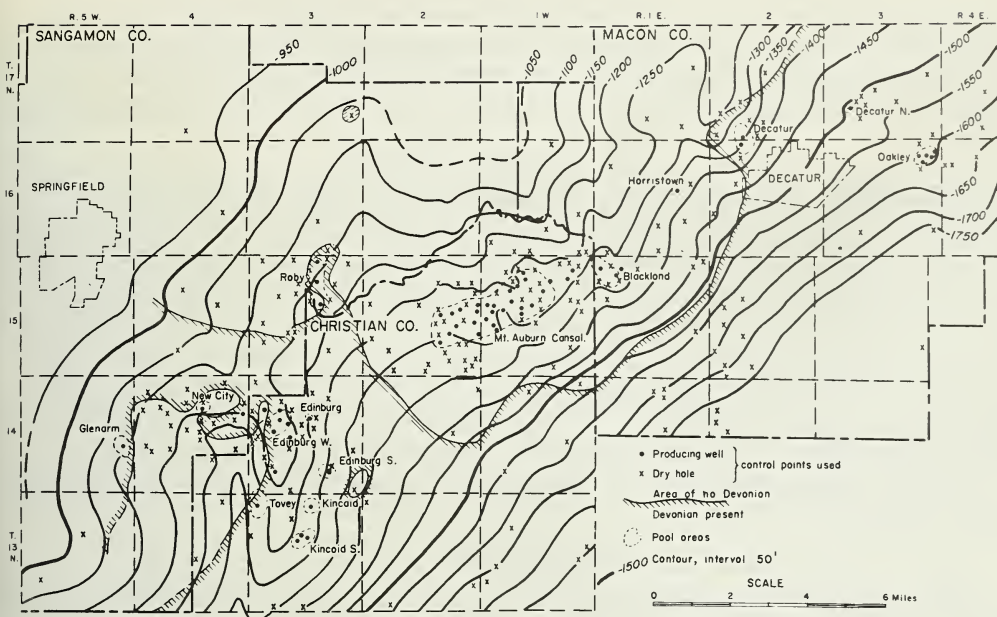 R. 5 W. 4 3 2 1 W R. 1 E. 2 3 R 4 E.
SANGAMON CO. MACON CO.
T. 17 N.
-950
-1000
-1050
-1100
-1150
-1200
-1250
-1300
-1350
-1400
-1450
-1500
-1550
-1600
-1650
-1700
-1750
Decatur N.
Decatur
Oakley
DECATUR
Harristown
16
SPRINGFIELD
Roby
Blackland
15
CHRISTIAN CO.
Mt. Auburn Consol.
New City
Edinburg
14
Glenarm
Edinburg W.
Edinburg S.
Tovey
Kincaid
T. 13 N.
Kincaid S.
-1500
• Producing well
x Dry hole
control points used
Area of no Devonian
Devonian present
Pool areas
Contour, interval 50'
SCALE
0 2 4 6 Miles